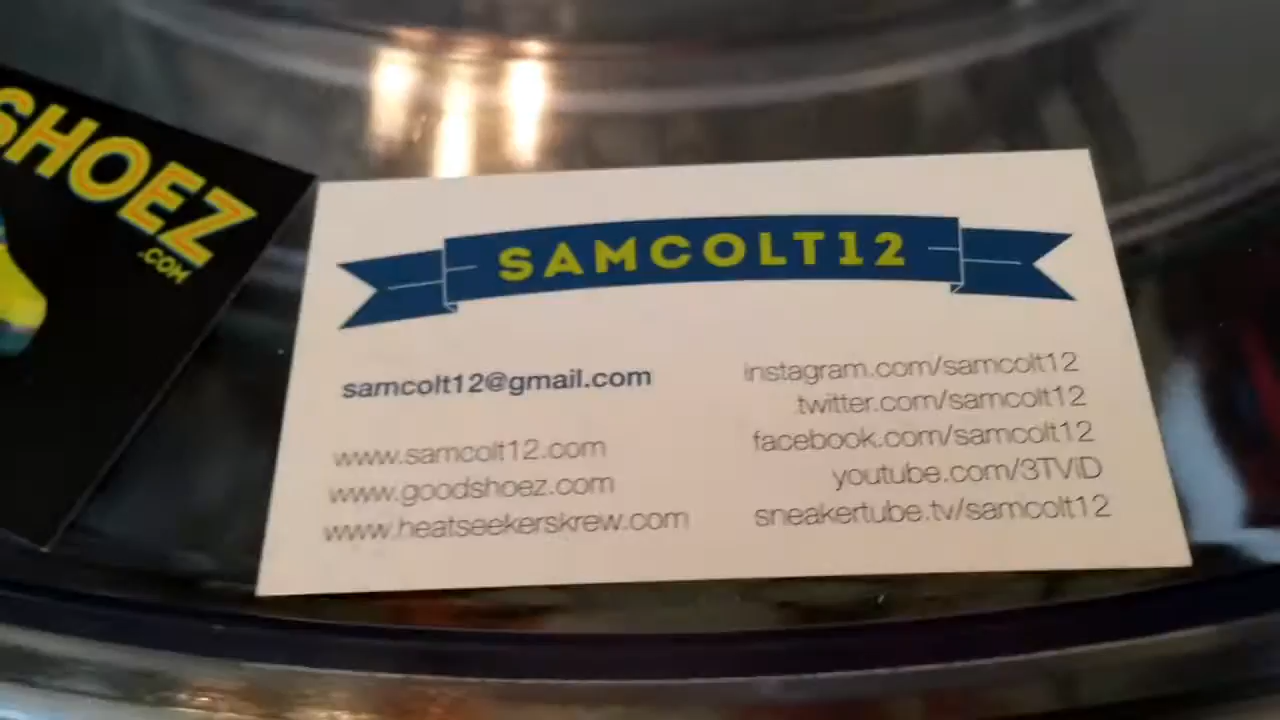 SHOEZ
.COM
SAMCOLT12
samcolt12@gmail.com
www.samcolt12.com
www.goodshoez.com
www.heatseekerskrew.com
instagram.com/samcolt12
twitter.com/samcolt12
facebook.com/samcolt12
youtube.com/3TViD
sneakertube.tv/samcolt12